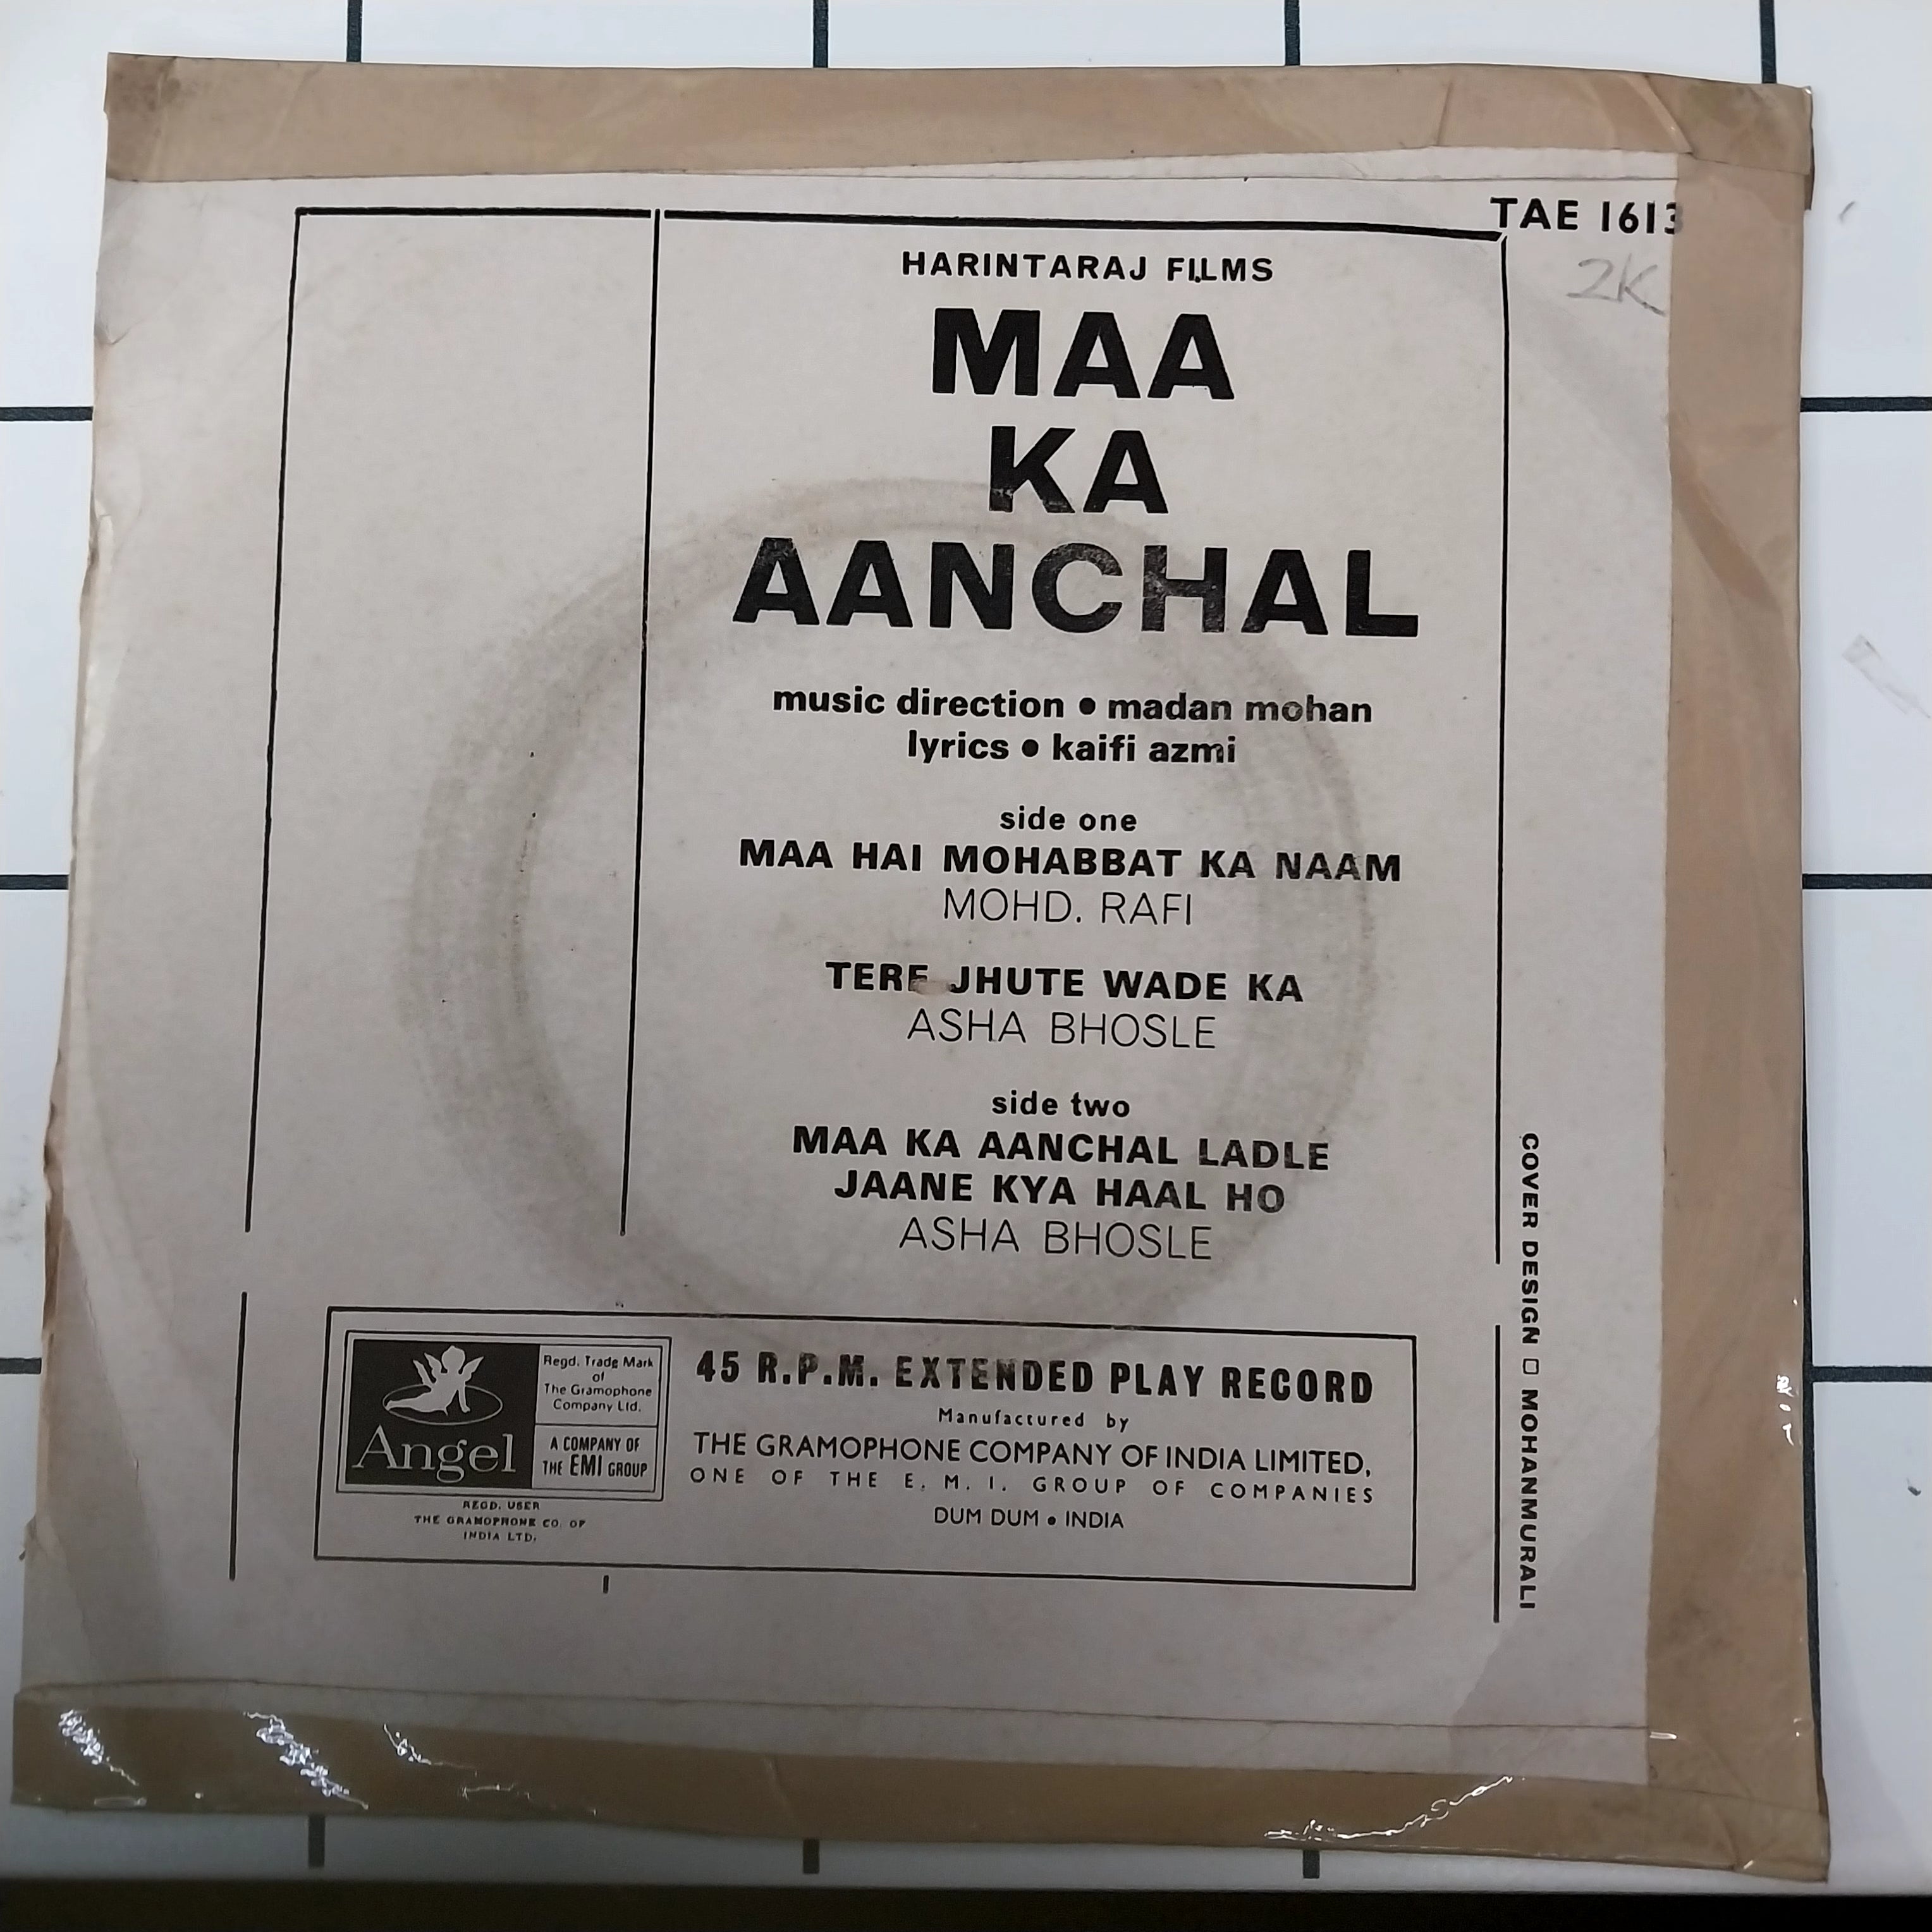 TAE 1613
2K
HARINTARAJ FILMS
MAA
KA
AANCHAL
music direction • madan mohan
lyrics • kaifi azmi
side one
MAA HAI MOHABBAT KA NAAM
MOHD. RAFI
TERE JHUTE WADE KA
ASHA BHOSLE
side two
MAA KA AANCHAL LADLE
JAANE KYA HAAL HO
ASHA BHOSLE
COVER DESIGN □ MOHANMURALI
Angel
Regd. Trade Mark
of
The Gramophone
Company Ltd.
A COMPANY OF
THE EMI GROUP
REGD. USER
THE GRAMOPHONE CO. OF
INDIA LTD.
45 R.P.M. EXTENDED PLAY RECORD
Manufactured by
THE GRAMOPHONE COMPANY OF INDIA LIMITED,
ONE OF THE E. M. I. GROUP OF COMPANIES
DUM DUM • INDIA